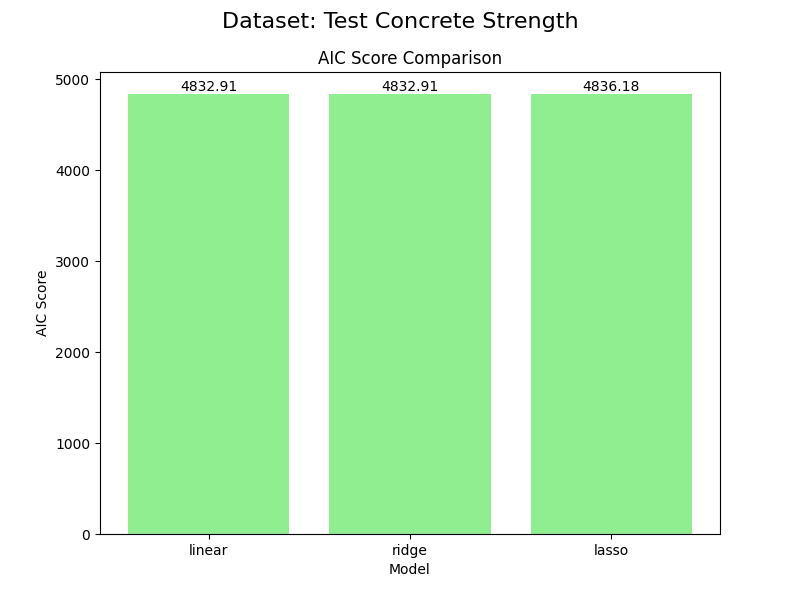 Dataset: Test Concrete Strength
AIC Score Comparison
4832.91 4832.91 4836.18
5000
4000
3000
2000
1000
0
AIC Score
linear ridge lasso
Model